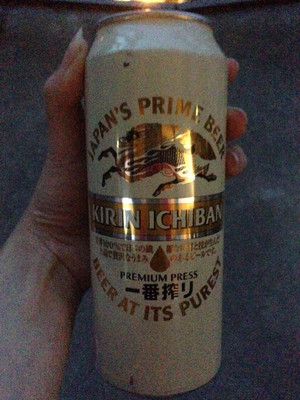 JAPAN'S PRIME BEER
KIRIN ICHIBAN
PREMIUM PRESS
一番搾り
BEER AT ITS PUREST